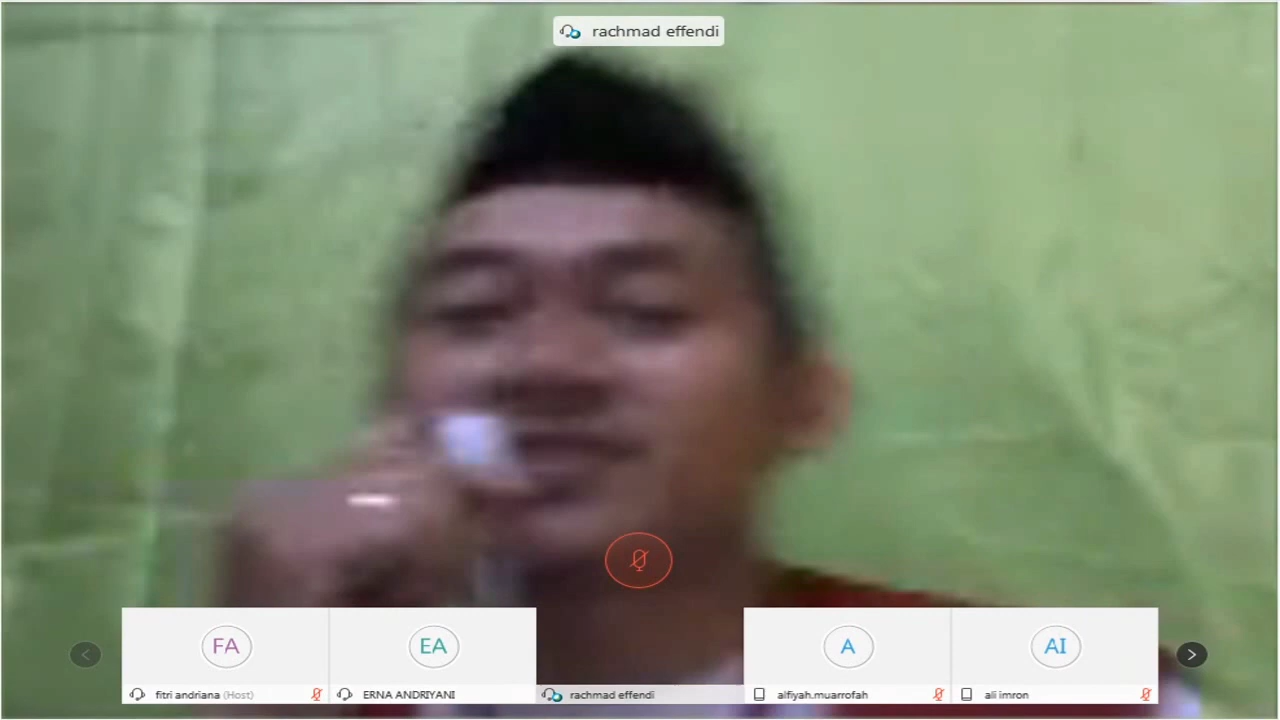 rachmad effendi
FA
EA
A
AI
fitri andriana (Host)
ERNA ANDRIYANI
rachmad effendi
alfiyah.muarrofah
ali imron